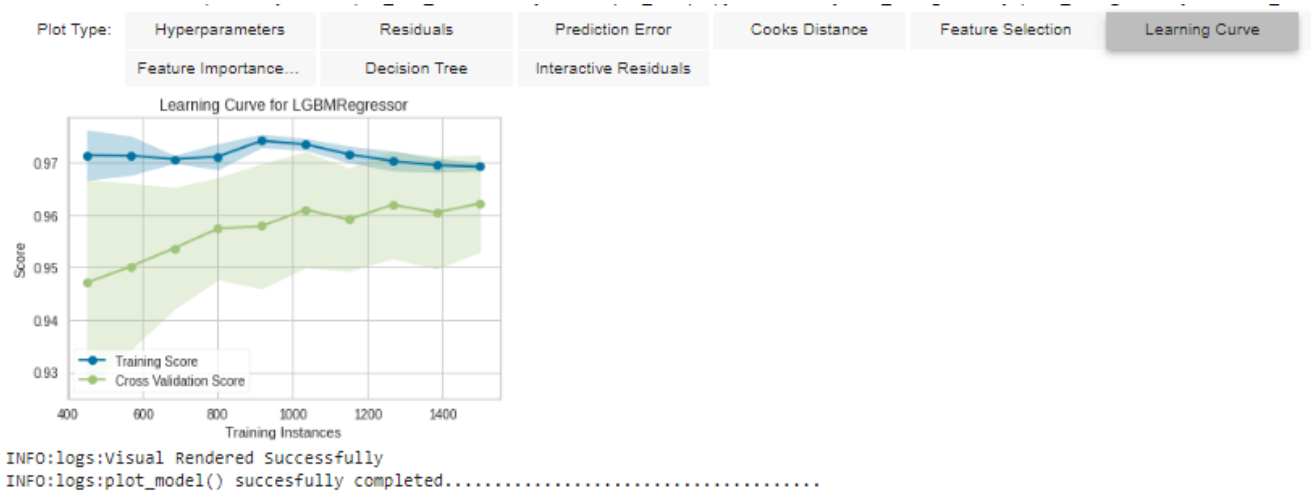 Plot Type: Hyperparameters Residuals Prediction Error Cooks Distance Feature Selection Learning Curve
Feature Importance... Decision Tree Interactive Residuals
Learning Curve for LGBMRegressor
0.97
0.96
0.95
0.94
0.93
Score
Training Score
Cross Validation Score
400 600 800 1000 1200 1400
Training Instances
INFO:logs:Visual Rendered Successfully
INFO:logs:plot_model() succesfully completed......................................